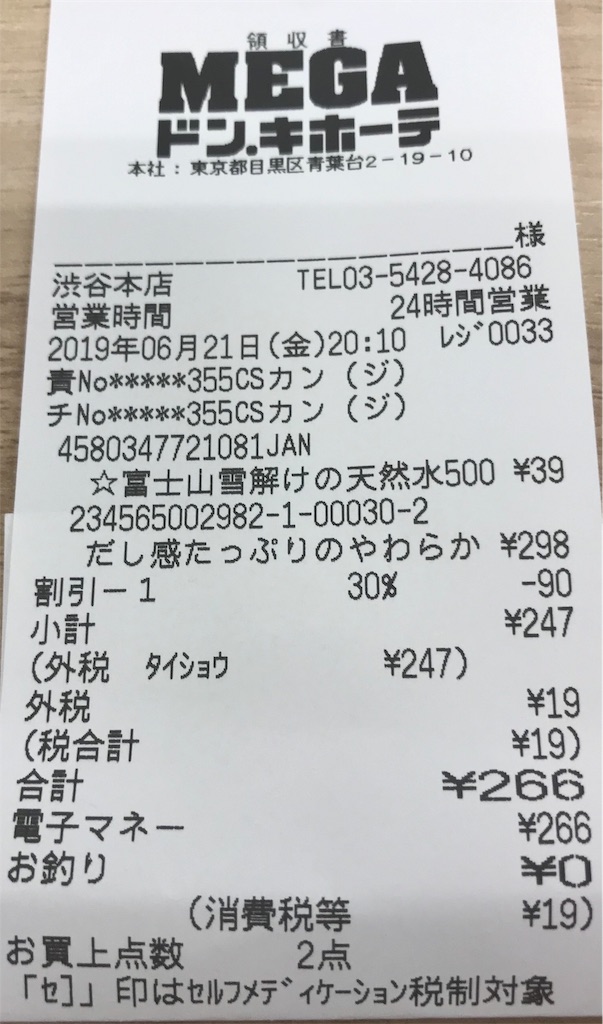 領収書
MEGA
ドン.キホーテ
本社：東京都目黒区青葉台2-19-10
様
渋谷本店 TEL03-5428-4086
営業時間 24時間営業
2019年06月21日(金)20:10 ﾚｼﾞ0033
責No*****355CSカン（ジ）
チNo*****355CSカン（ジ）
4580347721081JAN
☆富士山雪解けの天然水500 ¥39
234565002982-1-00030-2
だし感たっぷりのやわらか ¥298
割引－1 30% -90
小計 ¥247
(外税 ﾀｲｼｮｳ ¥247)
外税 ¥19
(税合計 ¥19)
合計 ¥266
電子マネー ¥266
お釣り ¥0
(消費税等 ¥19)
お買上点数 2点
「ｾ]」印はｾﾙﾌﾒﾃﾞｨｹｰｼｮﾝ税制対象